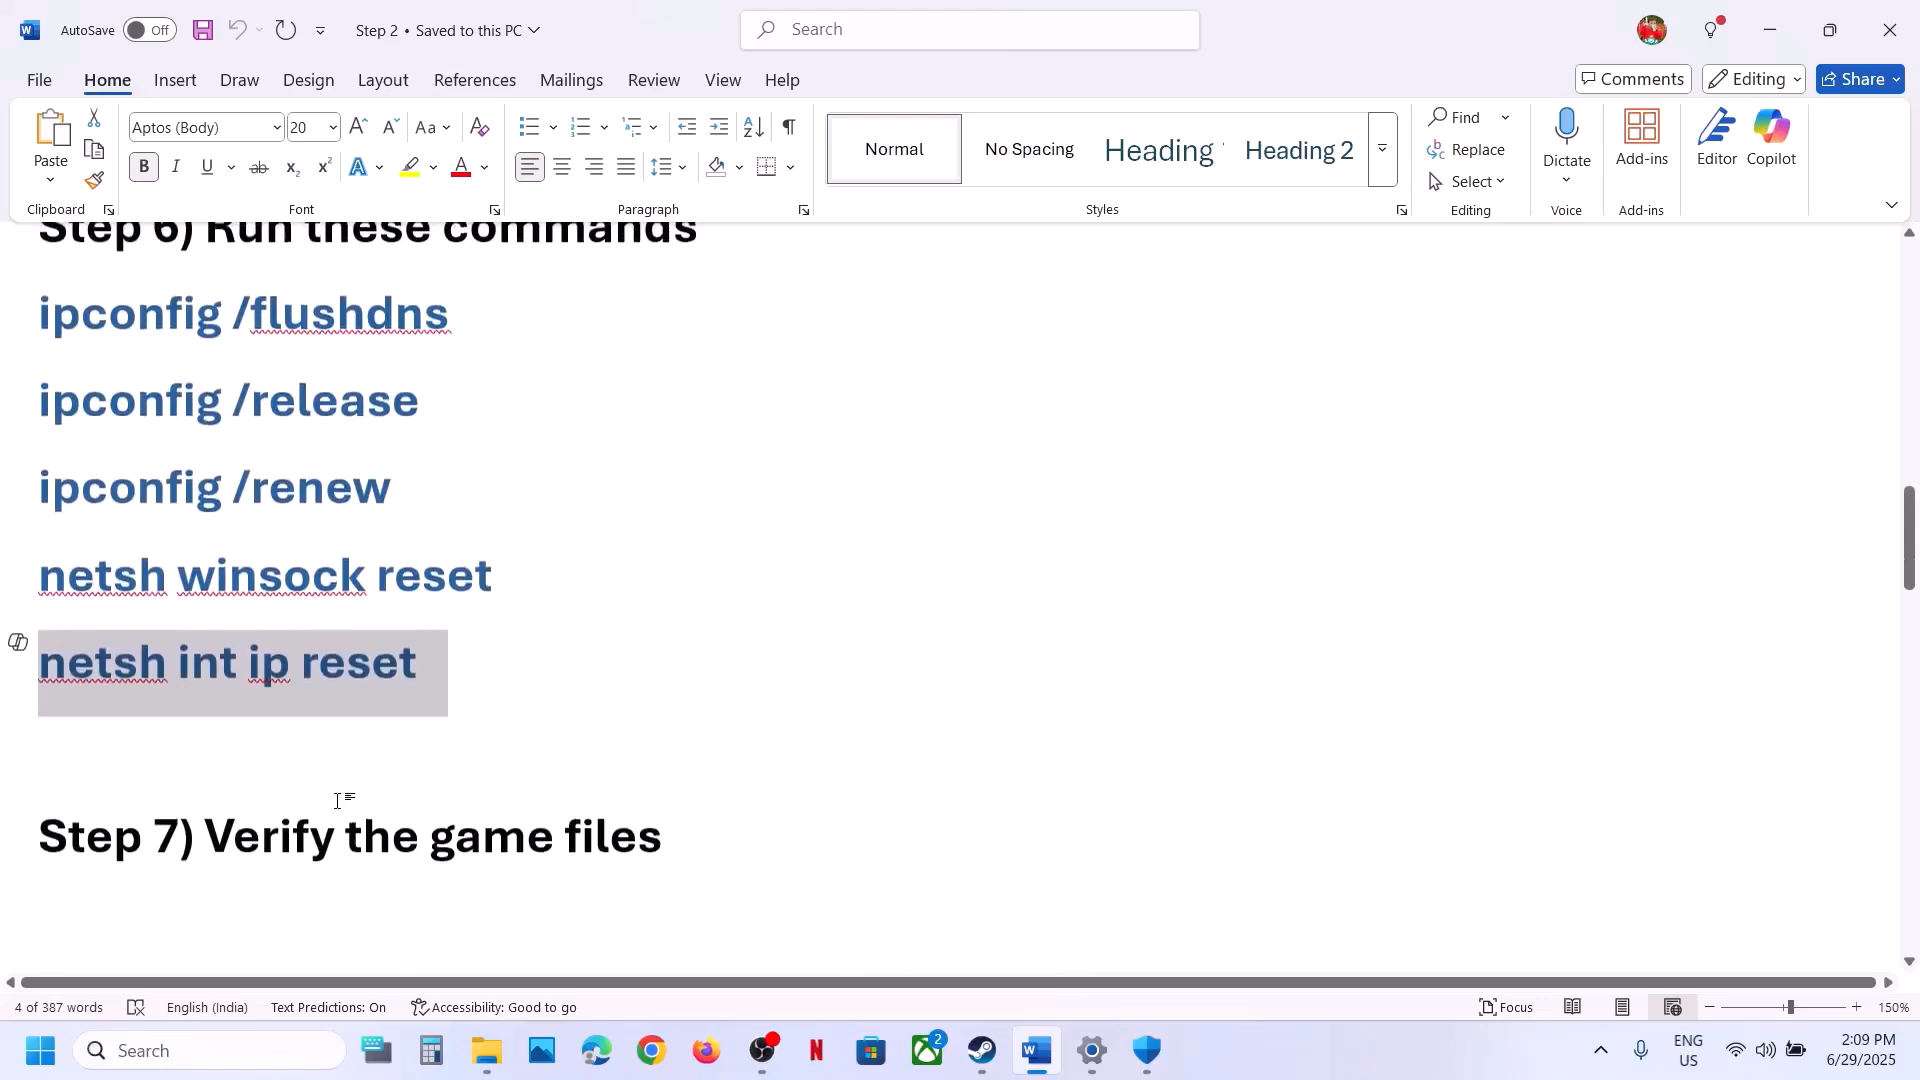 AutoSave Off Step 2 • Saved to this PC Search
File Home Insert Draw Design Layout References Mailings Review View Help Comments Editing Share
Aptos (Body) 20 Aa
Paste Normal No Spacing Heading Heading 2 Find Replace Select Dictate Add-ins Editor Copilot
Clipboard Font Paragraph Styles Editing Voice Add-ins
Step 6) Run these commands
ipconfig /flushdns
ipconfig /release
ipconfig /renew
netsh winsock reset
netsh int ip reset
Step 7) Verify the game files
4 of 387 words English (India) Text Predictions: On Accessibility: Good to go Focus 150%
Search 2 ENG US 2:09 PM 6/29/2025